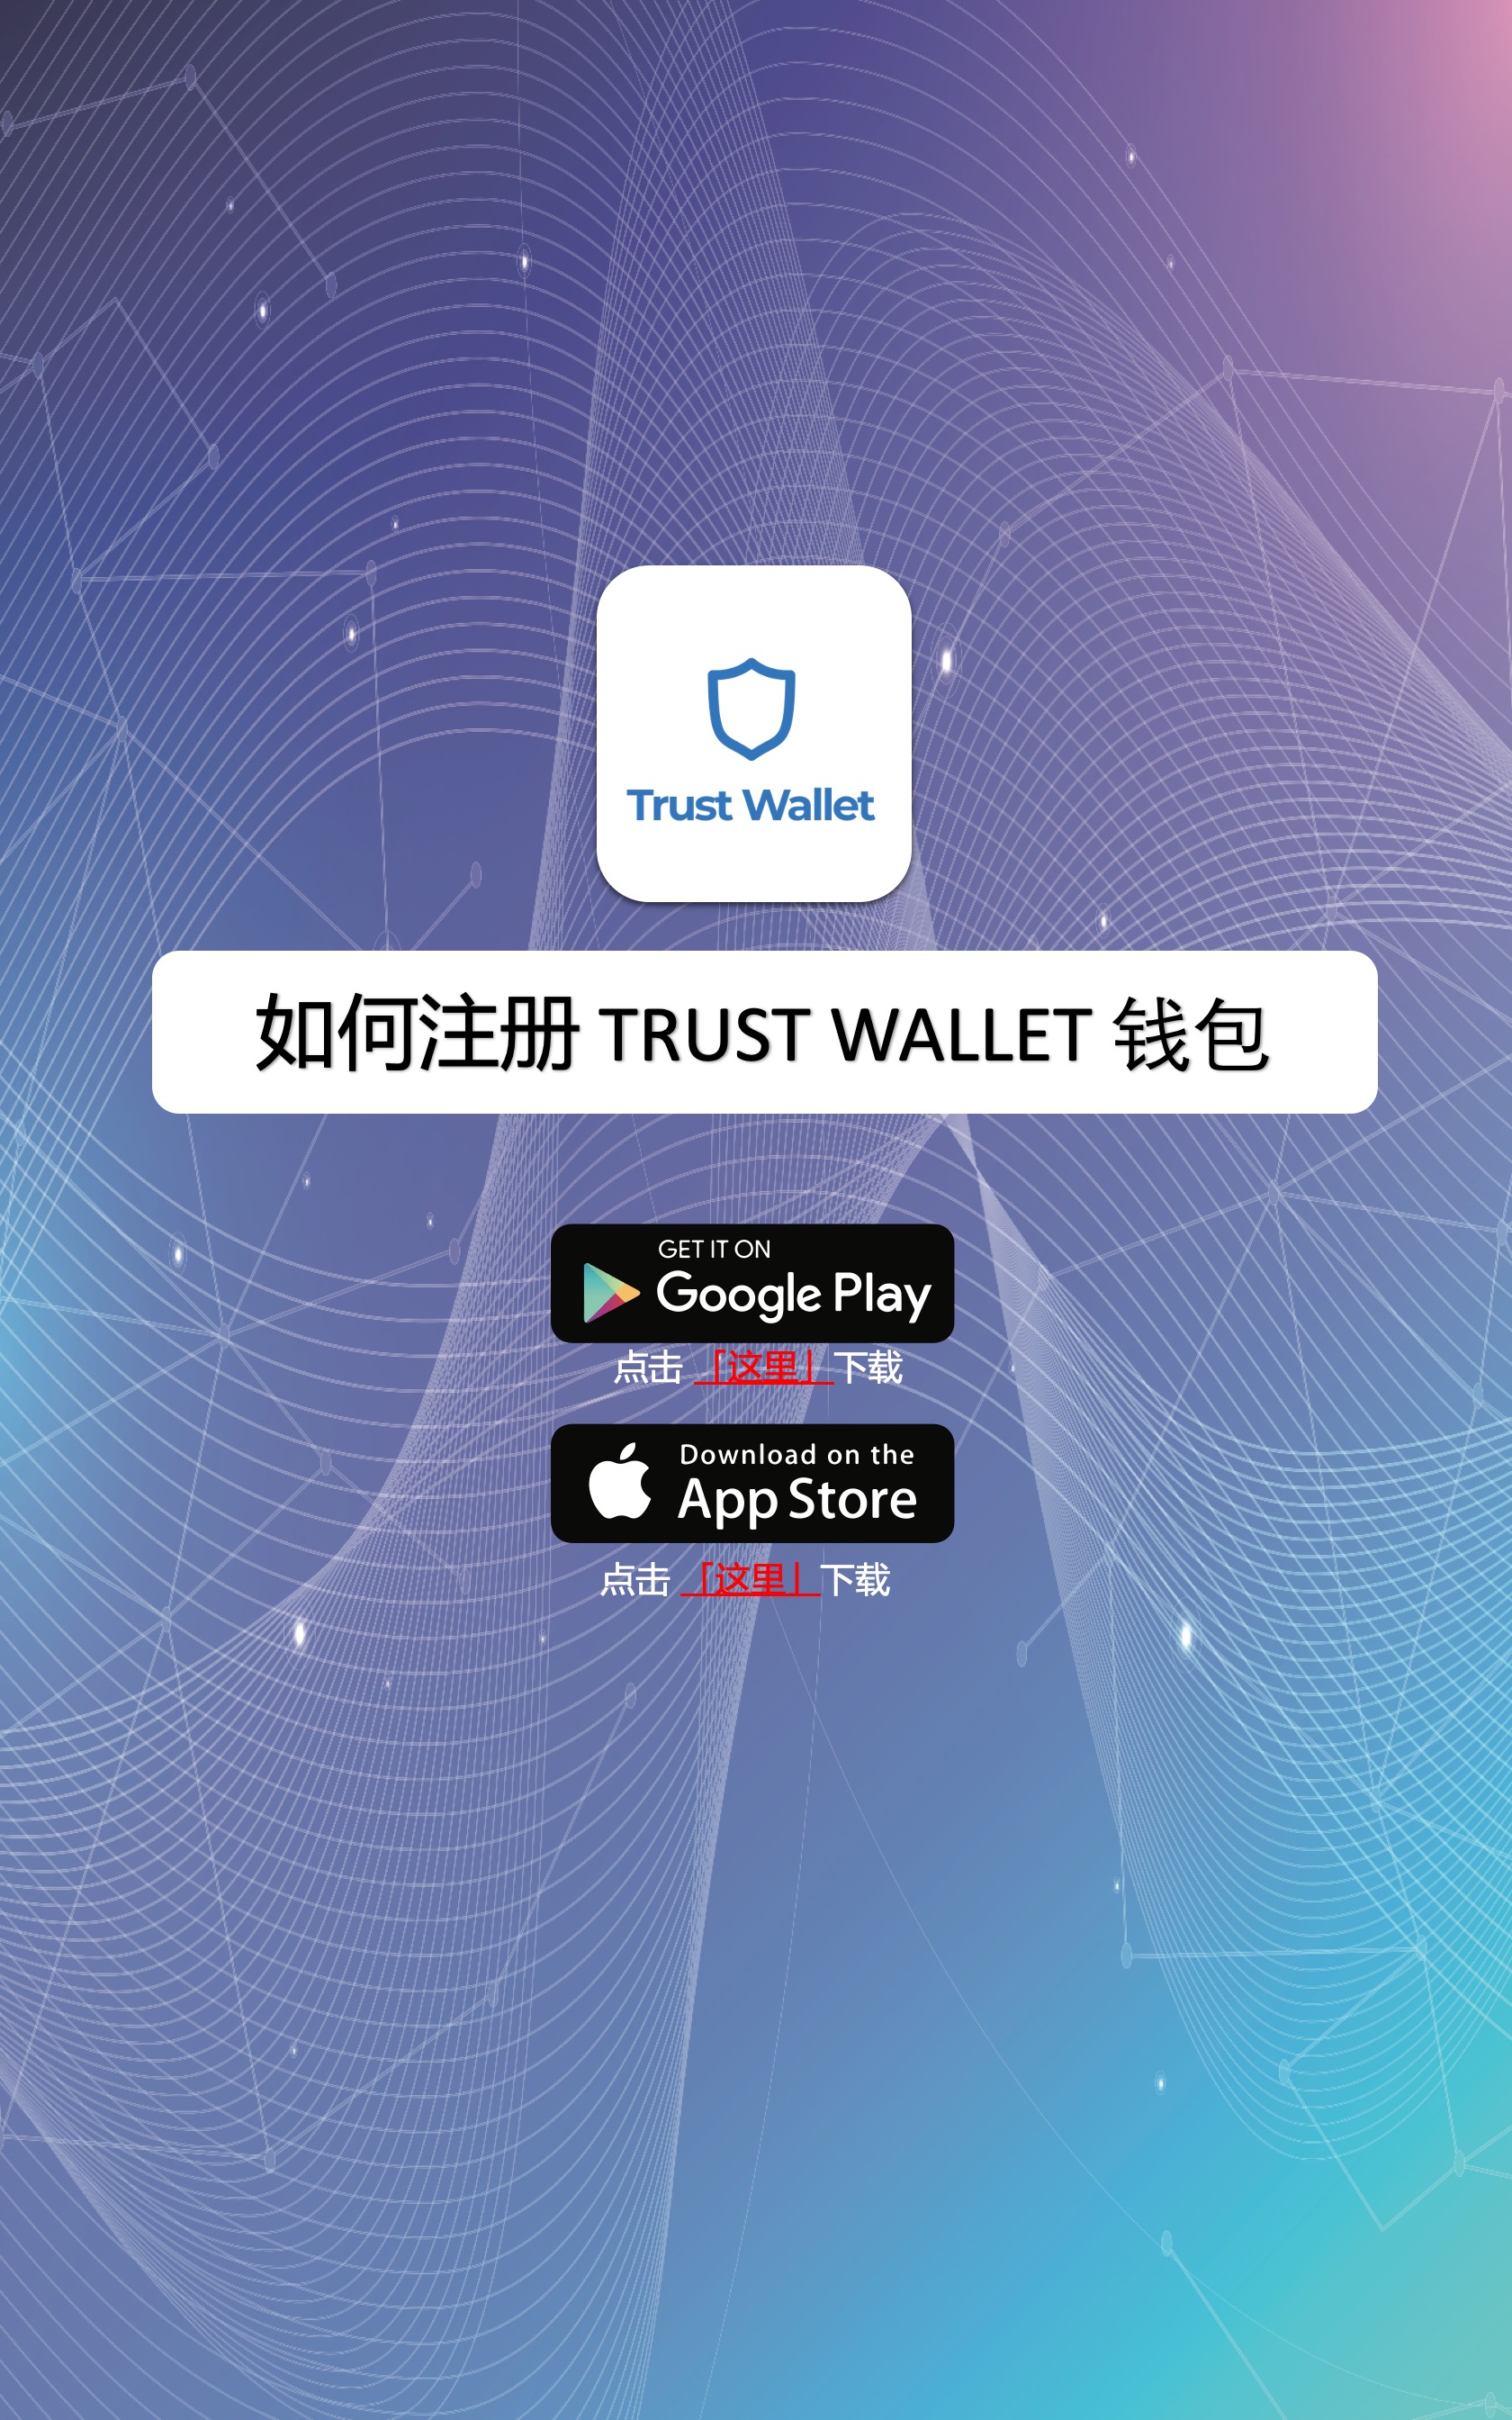 Trust Wallet
如何注册 TRUST WALLET 钱包
GET IT ON
Google Play
点击 「这里」下载
Download on the
App Store
点击 「这里」下载